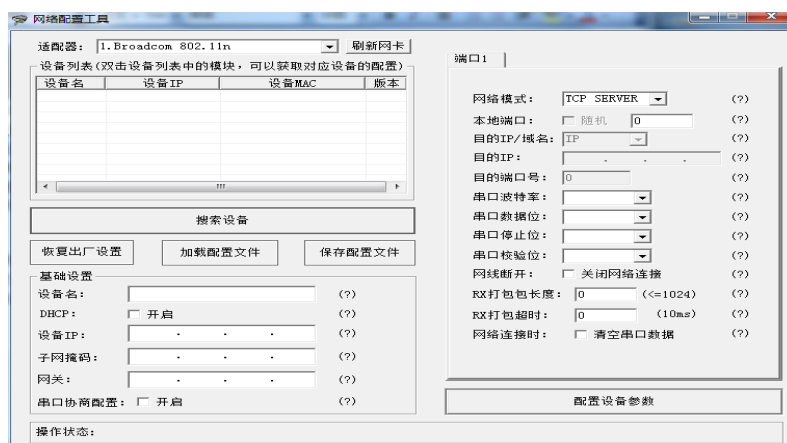 网络配置工具
适配器: 1.Broadcom 802.11n 刷新网卡
设备列表(双击设备列表中的模块,可以获取对应设备的配置)
设备名 设备IP 设备MAC 版本
搜索设备
恢复出厂设置 加载配置文件 保存配置文件
基础设置
设备名: (?)
DHCP: 开启 (?)
设备IP: . . . (?)
子网掩码: . . . (?)
网关: . . . (?)
串口协商配置: 开启 (?)
端口1
网络模式: TCP SERVER (?)
本地端口: 随机 0 (?)
目的IP/域名: IP (?)
目的IP: . . . (?)
目的端口号: 0 (?)
串口波特率: (?)
串口数据位: (?)
串口停止位: (?)
串口校验位: (?)
网线断开: 关闭网络连接 (?)
RX打包包长度: 0 (<=1024) (?)
RX打包超时: 0 (10ms) (?)
网络连接时: 清空串口数据 (?)
配置设备参数
操作状态: